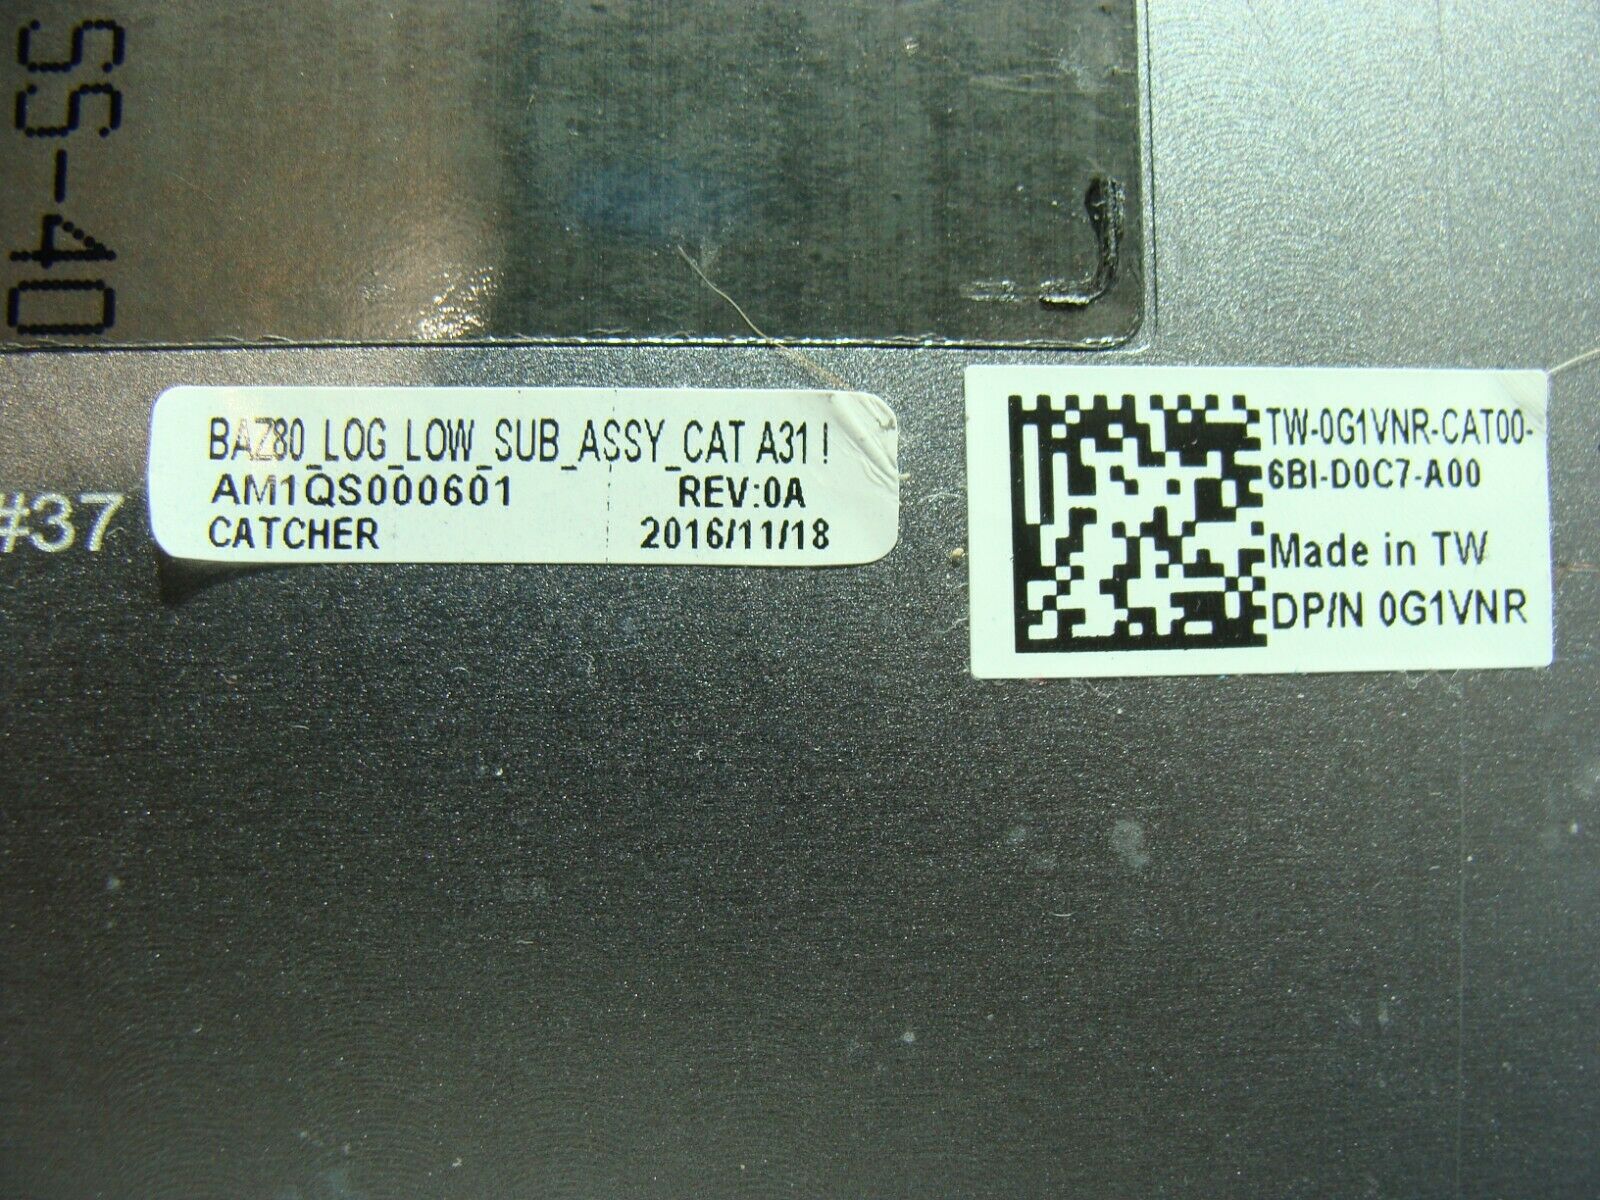 04-SS
#37
BAZ80_LOG_LOW_SUB_ASSY_CAT A31 !
AM1QS000601 REV:0A
CATCHER 2016/11/18
TW-0G1VNR-CAT00-
6BI-D0C7-A00
Made in TW
DP/N 0G1VNR